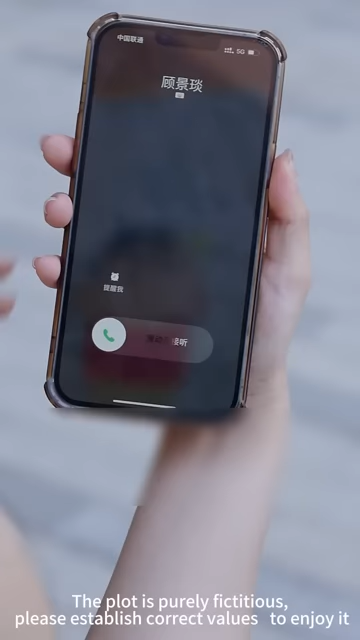 中国联通
5G
顾景琰
提醒我
滑动来接听
The plot is purely fictitious,
please establish correct values to enjoy it